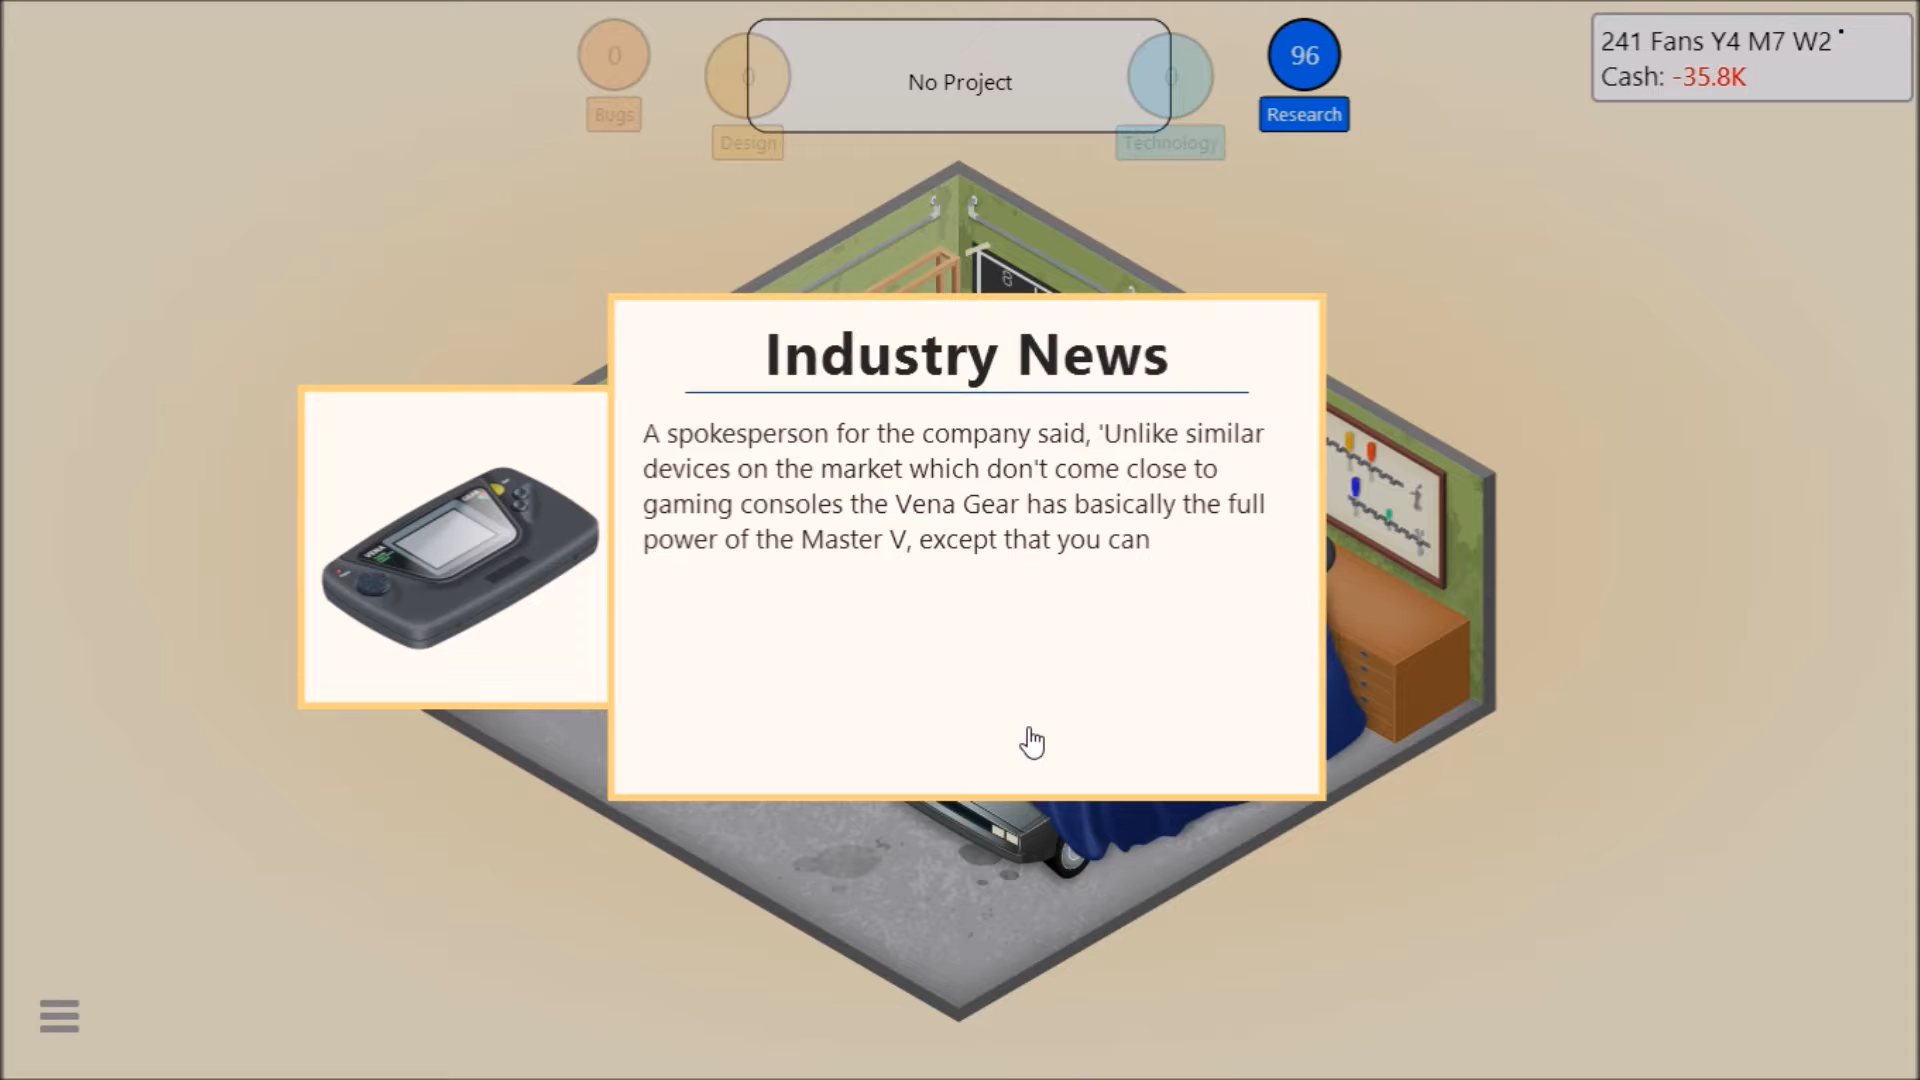 0
Bugs
0
Design
No Project
0
Technology
96
Research
241 Fans Y4 M7 W2
Cash: -35.8K
Industry News
A spokesperson for the company said, 'Unlike similar
devices on the market which don't come close to
gaming consoles the Vena Gear has basically the full
power of the Master V, except that you can
VENA